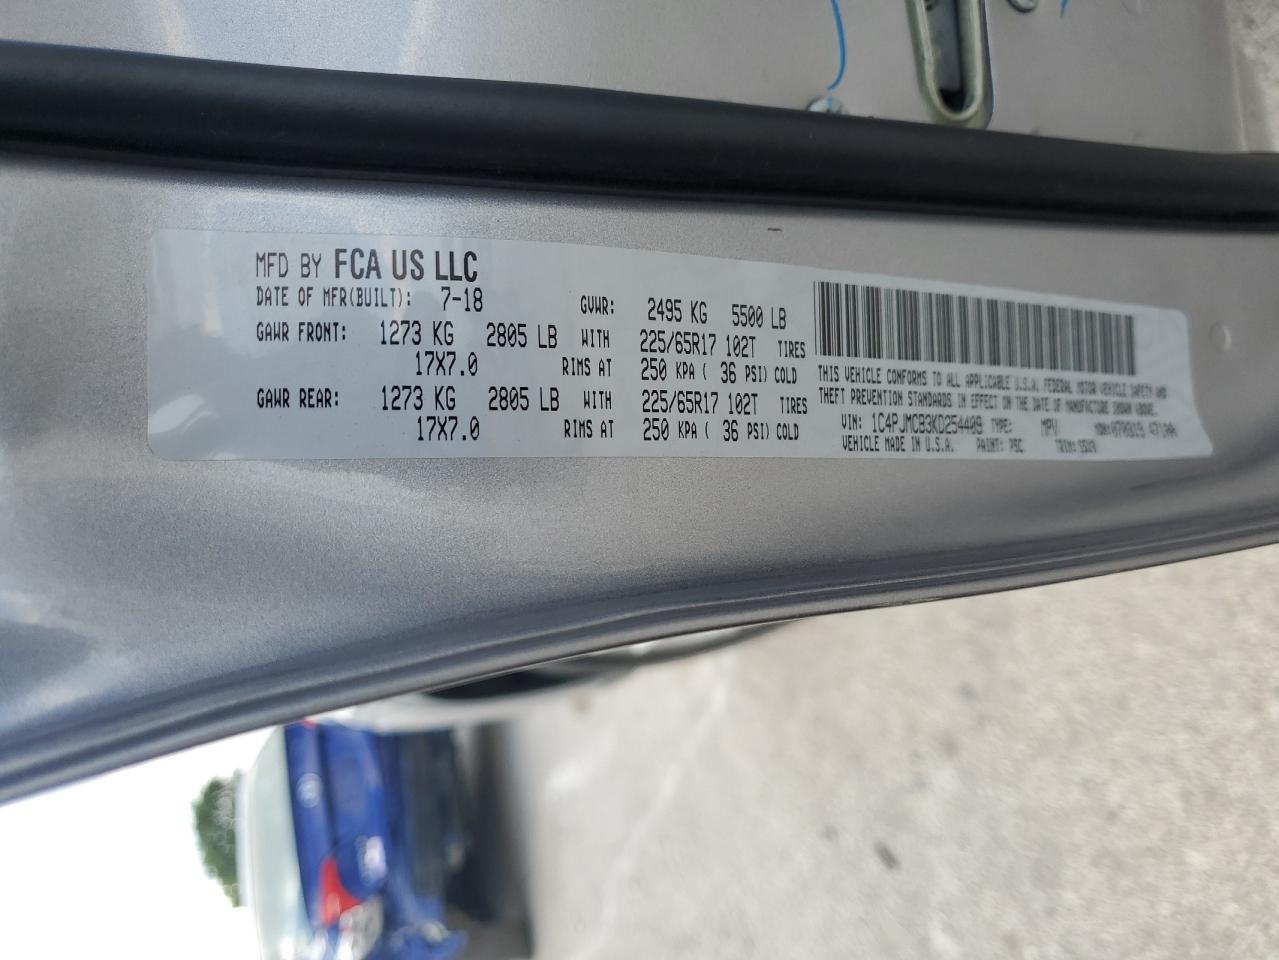 MFD BY FCA US LLC
DATE OF MFR(BUILT): 7-18 GVWR: 2495 KG 5500 LB
GAWR FRONT: 1273 KG 2805 LB WITH 225/65R17 102T TIRES
17X7.0 RIMS AT 250 KPA ( 36 PSI) COLD
GAWR REAR: 1273 KG 2805 LB WITH 225/65R17 102T TIRES
17X7.0 RIMS AT 250 KPA ( 36 PSI) COLD
THIS VEHICLE CONFORMS TO ALL APPLICABLE U.S.A. FEDERAL MOTOR VEHICLE SAFETY AND
THEFT PREVENTION STANDARDS IN EFFECT ON THE DATE OF MANUFACTURE SHOWN ABOVE.
VIN: 1C4PJMCB3KD254409 TYPE: MPV
VEHICLE MADE IN U.S.A. PAINT: PSC TRIM: